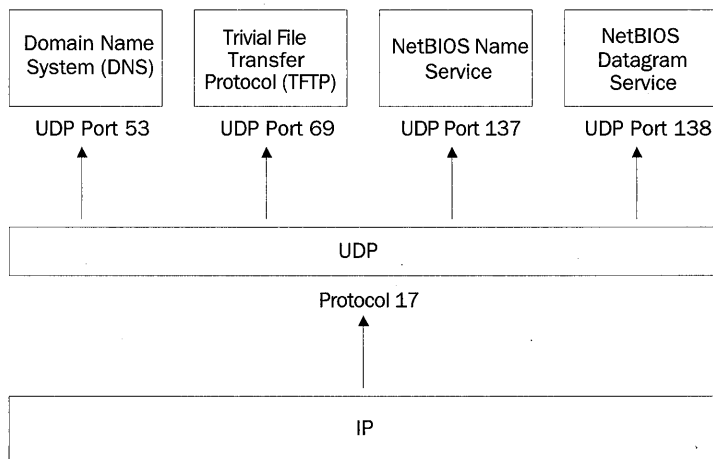 Domain Name
System (DNS)
Trivial File
Transfer
Protocol (TFTP)
NetBIOS Name
Service
NetBIOS
Datagram
Service
UDP Port 53
UDP Port 69
UDP Port 137
UDP Port 138
UDP
Protocol 17
IP